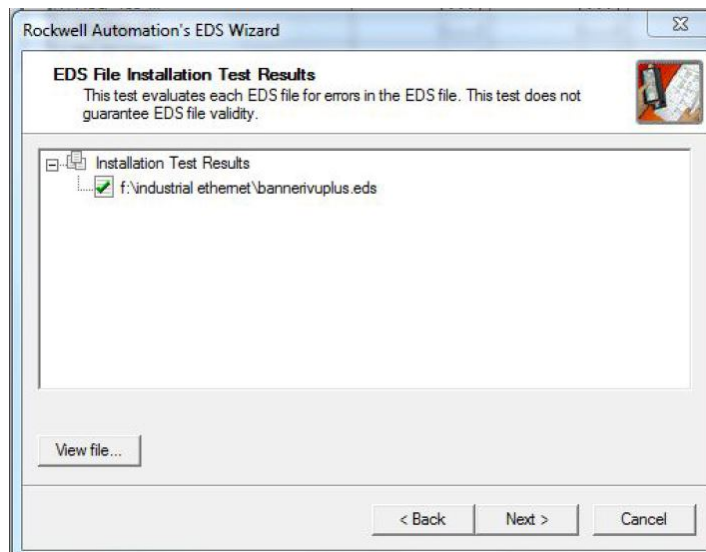 Rockwell Automation's EDS Wizard
EDS File Installation Test Results
This test evaluates each EDS file for errors in the EDS file. This test does not
guarantee EDS file validity.
Installation Test Results
f:\industrial ethernet\bannerivuplus.eds
View file...
< Back Next > Cancel